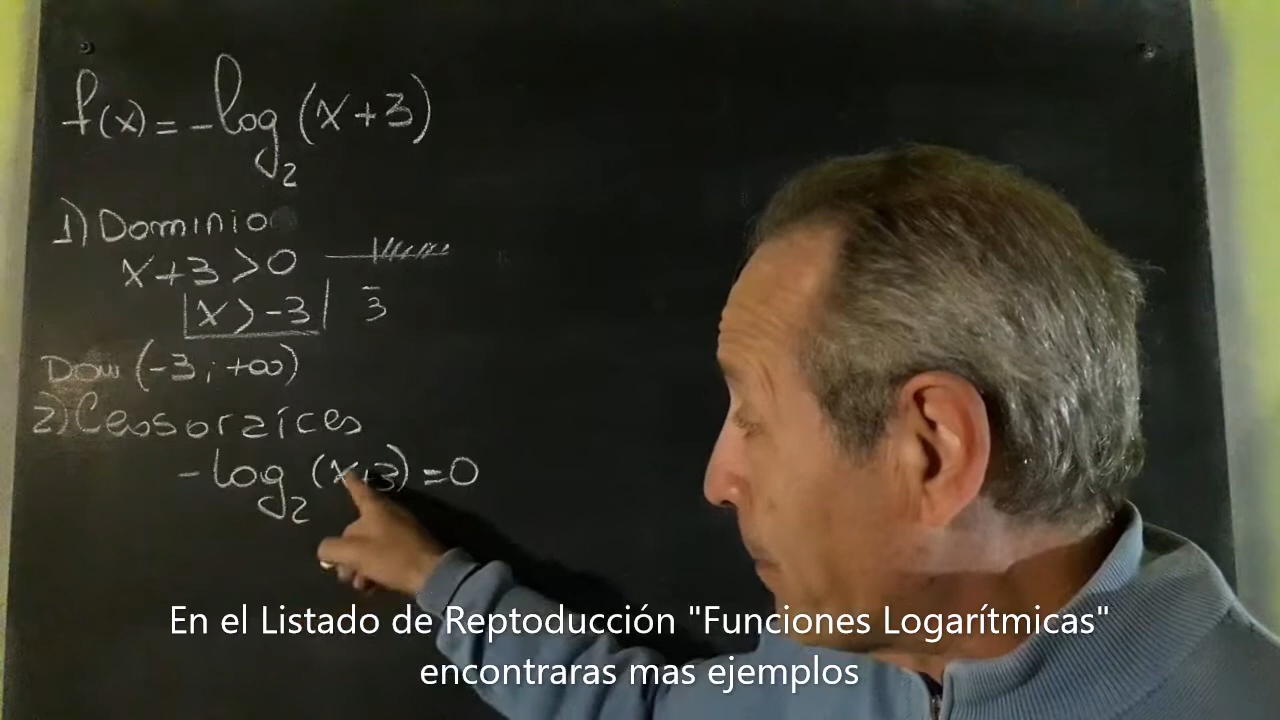 f(x) = -log₂(x+3)
1) Dominio
x+3>0
x>-3
-3
Dom (-3; +∞)
2) Ceros o raíces
-log₂(x+3)=0
En el Listado de Reptoducción "Funciones Logarítmicas"
encontraras mas ejemplos